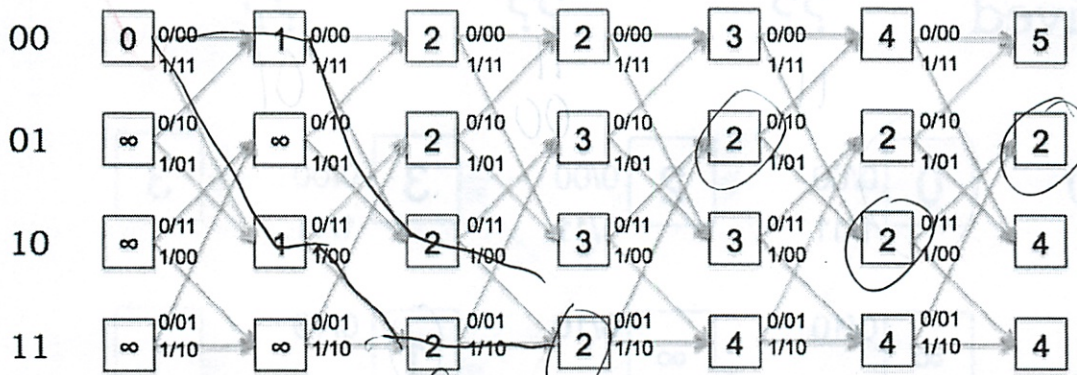 00 0 0/00 1 0/00 2 0/00 2 0/00 3 0/00 4 0/00 5
1/11 1/11 1/11 1/11 1/11 1/11
01 ∞ 0/10 ∞ 0/10 2 0/10 3 0/10 2 0/10 2 0/10 2
1/01 1/01 1/01 1/01 1/01 1/01
10 ∞ 0/11 1 0/11 2 0/11 3 0/11 3 0/11 2 0/11 4
1/00 1/00 1/00 1/00 1/00 1/00
11 ∞ 0/01 ∞ 0/01 2 0/01 2 0/01 4 0/01 4 0/01 4
1/10 1/10 1/10 1/10 1/10 1/10